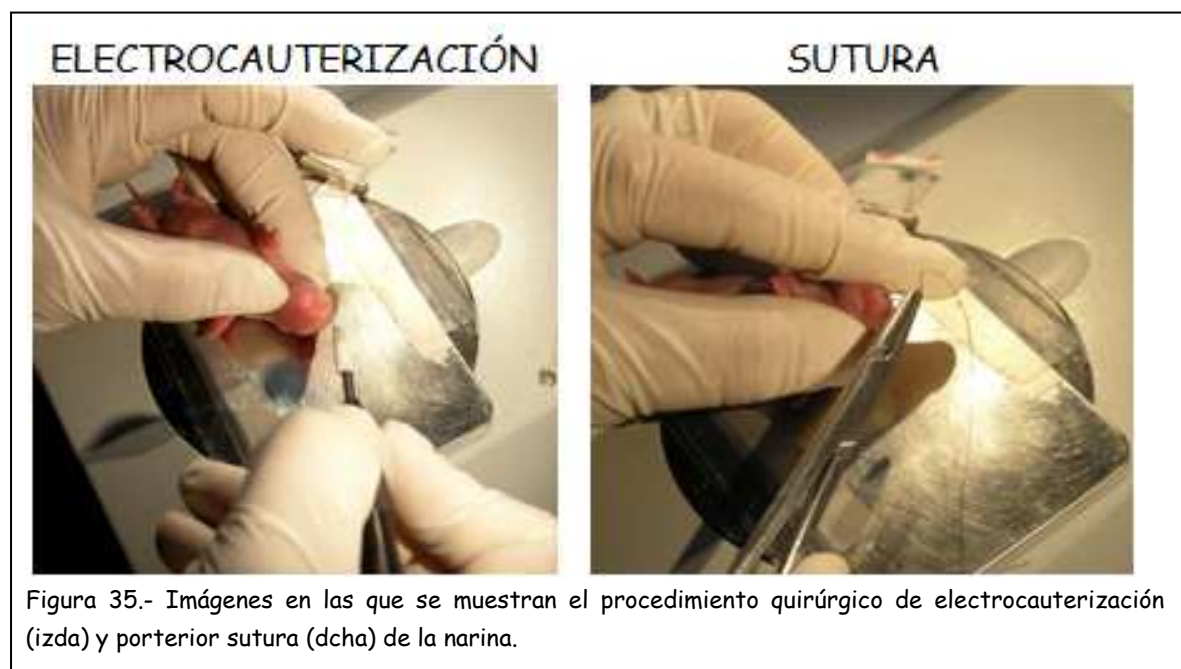 ELECTROCAUTERIZACIÓN SUTURA
Figura 35.- Imágenes en las que se muestran el procedimiento quirúrgico de electrocauterización
(izda) y porterior sutura (dcha) de la narina.